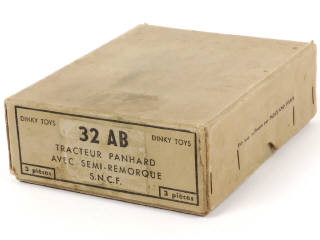 DINKY TOYS 32 AB DINKY TOYS
TRACTEUR PANHARD
AVEC SEMI-REMORQUE
S.N.C.F.
3 pièces 3 pièces